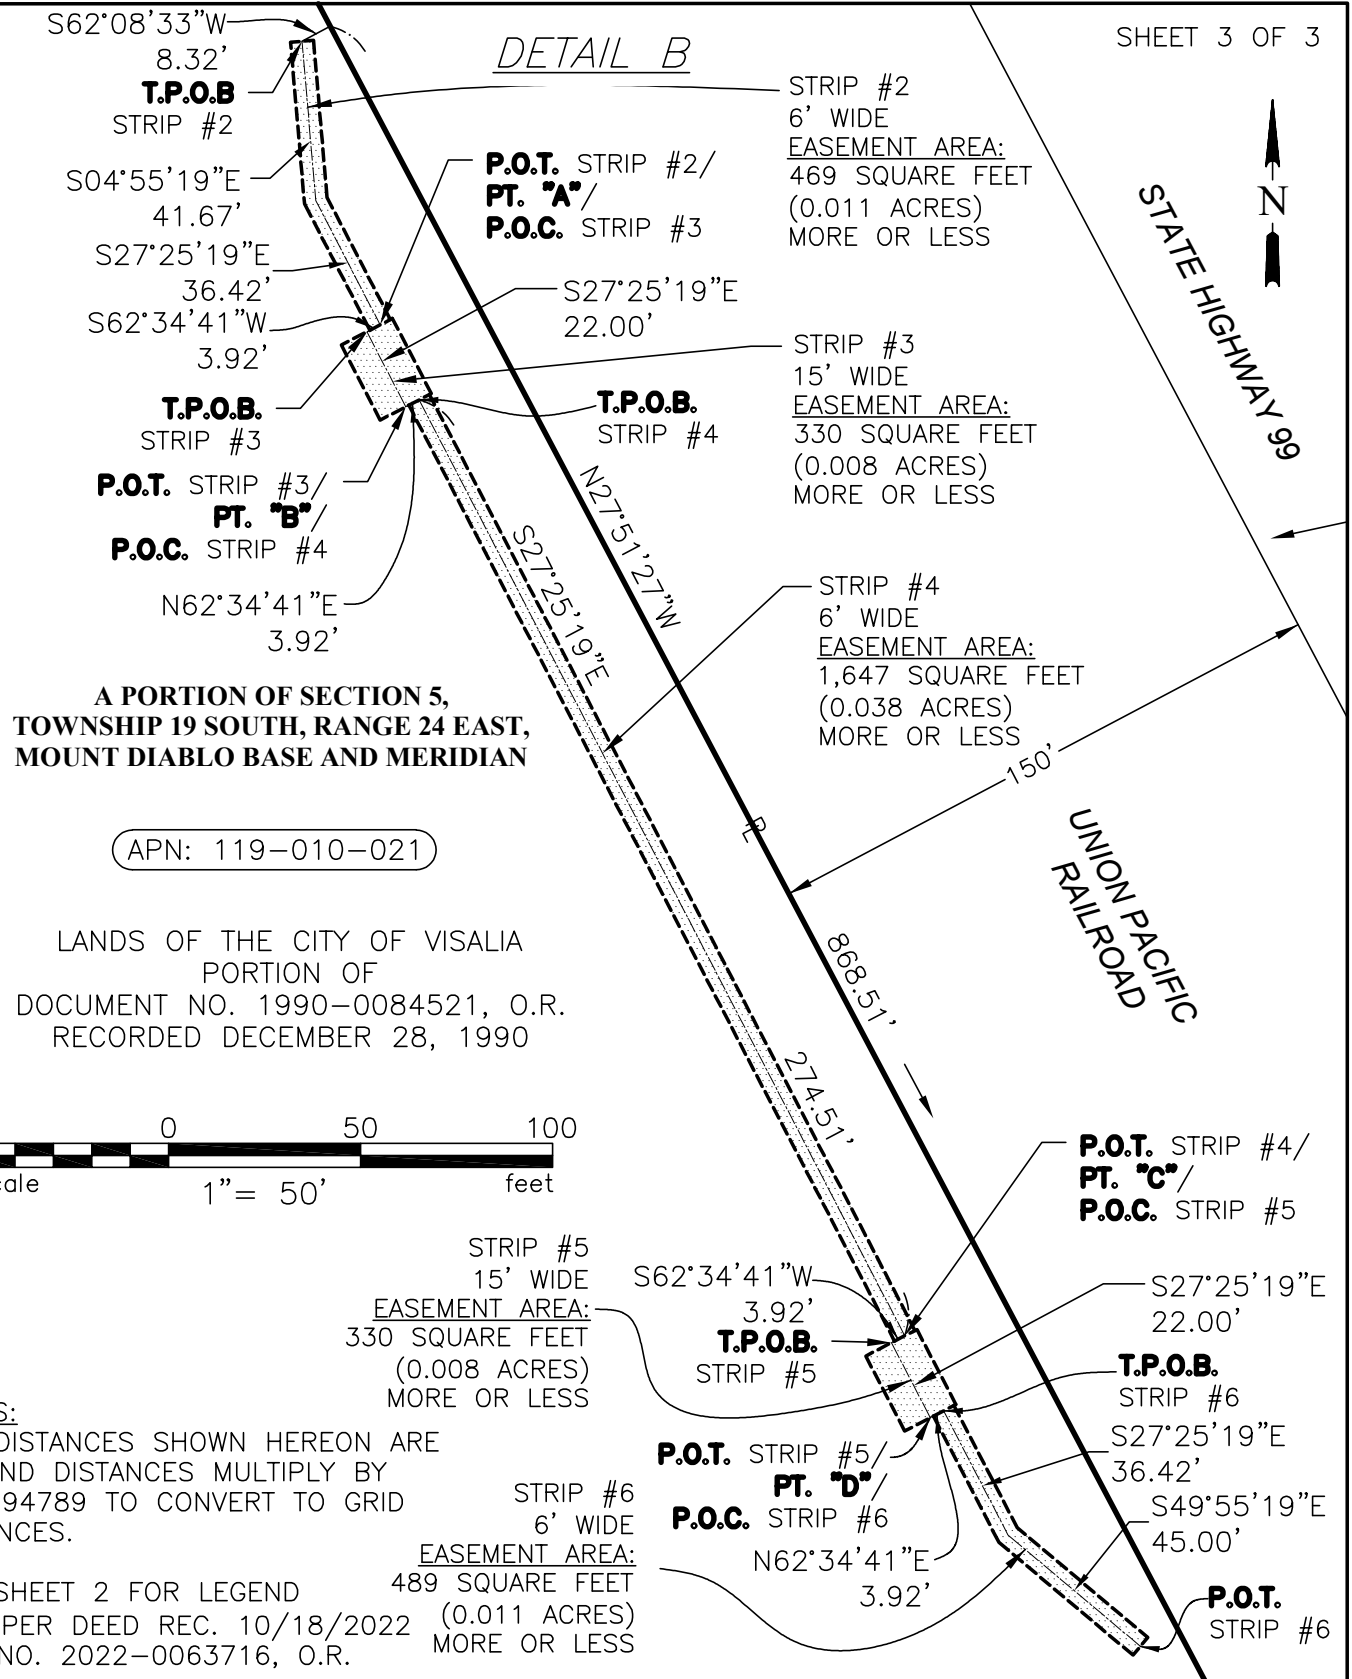 S62°08'33"W
8.32'
T.P.O.B
STRIP #2
DETAIL B
SHEET 3 OF 3
STRIP #2
6' WIDE
EASEMENT AREA:
469 SQUARE FEET
(0.011 ACRES)
MORE OR LESS
S04°55'19"E
41.67'
P.O.T. STRIP #2/
PT. "A"/
P.O.C. STRIP #3
N
STATE HIGHWAY 99
S27°25'19"E
36.42'
S62°34'41"W
3.92'
S27°25'19"E
22.00'
STRIP #3
15' WIDE
EASEMENT AREA:
330 SQUARE FEET
(0.008 ACRES)
MORE OR LESS
T.P.O.B.
STRIP #3
T.P.O.B.
STRIP #4
P.O.T. STRIP #3/
PT. "B"/
P.O.C. STRIP #4
N62°34'41"E
3.92'
N27°51'27"W
S27°25'19"E
STRIP #4
6' WIDE
EASEMENT AREA:
1,647 SQUARE FEET
(0.038 ACRES)
MORE OR LESS
A PORTION OF SECTION 5,
TOWNSHIP 19 SOUTH, RANGE 24 EAST,
MOUNT DIABLO BASE AND MERIDIAN
150'
PL
UNION PACIFIC
RAILROAD
APN: 119-010-021
LANDS OF THE CITY OF VISALIA
PORTION OF
DOCUMENT NO. 1990-0084521, O.R.
RECORDED DECEMBER 28, 1990
868.51'
274.51'
0 50 100
cale 1"= 50' feet
P.O.T. STRIP #4/
PT. "C"/
P.O.C. STRIP #5
STRIP #5
15' WIDE
EASEMENT AREA:
330 SQUARE FEET
(0.008 ACRES)
MORE OR LESS
S62°34'41"W
3.92'
T.P.O.B.
STRIP #5
S27°25'19"E
22.00'
T.P.O.B.
STRIP #6
S27°25'19"E
36.42'
S49°55'19"E
45.00'
P.O.T. STRIP #5/
PT. "D"/
P.O.C. STRIP #6
N62°34'41"E
3.92'
P.O.T.
STRIP #6
STRIP #6
6' WIDE
EASEMENT AREA:
489 SQUARE FEET
(0.011 ACRES)
MORE OR LESS
S:
DISTANCES SHOWN HEREON ARE
ND DISTANCES MULTIPLY BY
94789 TO CONVERT TO GRID
NCES.
SHEET 2 FOR LEGEND
PER DEED REC. 10/18/2022
NO. 2022-0063716, O.R.